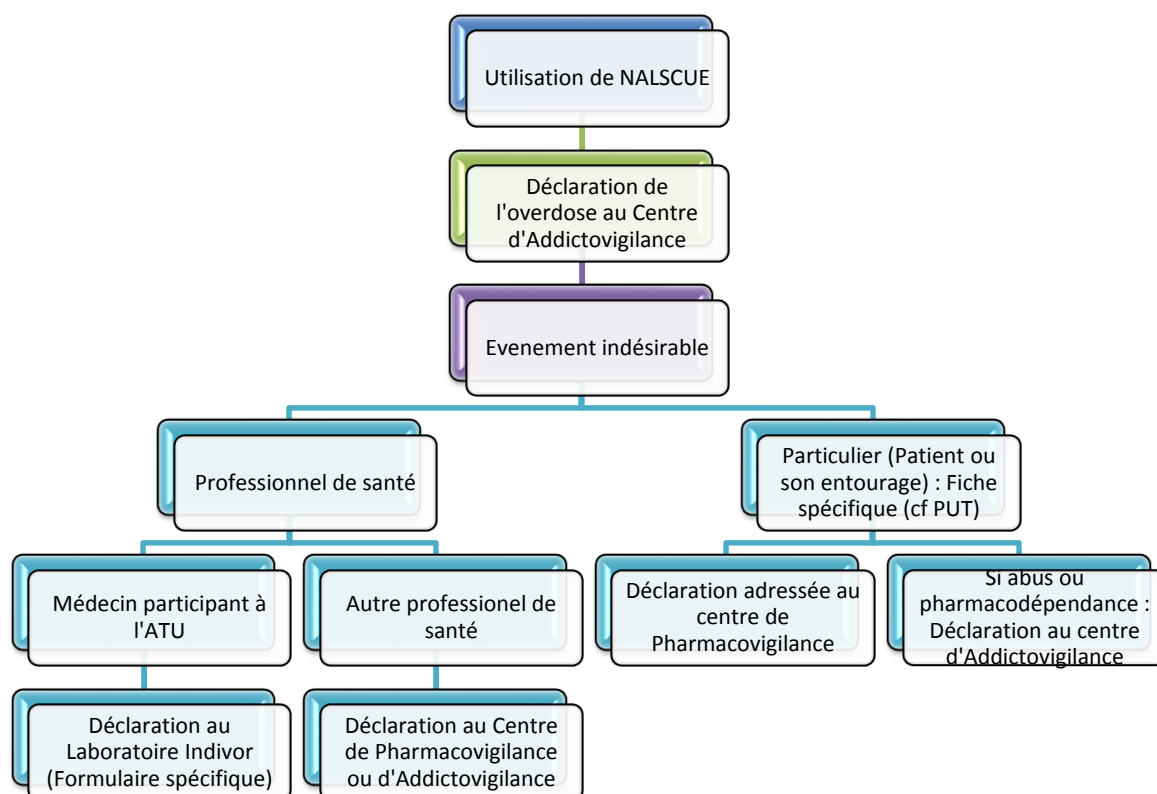 Utilisation de NALSCUE
Déclaration de
l'overdose au Centre
d'Addictovigilance
Evenement indésirable
Professionnel de santé
Particulier (Patient ou
son entourage) : Fiche
spécifique (cf PUT)
Médecin participant à
l'ATU
Autre professionel de
santé
Déclaration adressée au
centre de
Pharmacovigilance
Si abus ou
pharmacodépendance :
Déclaration au centre
d'Addictovigilance
Déclaration au
Laboratoire Indivor
(Formulaire spécifique)
Déclaration au Centre
de Pharmacovigilance
ou d'Addictovigilance